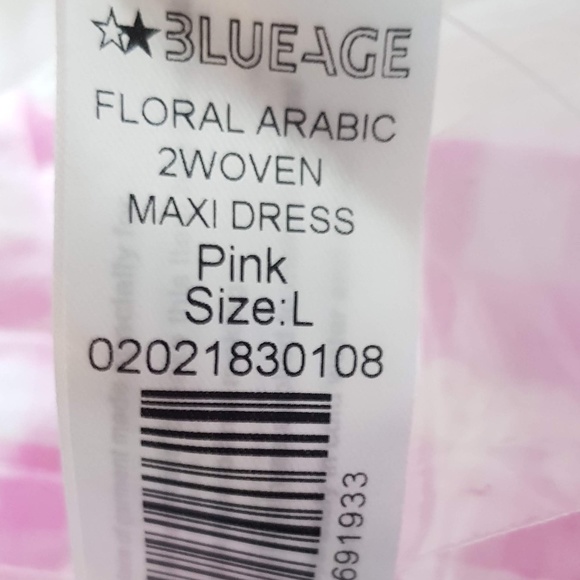 BLUEAGE
FLORAL ARABIC
2WOVEN
MAXI DRESS
Pink
Size:L
02021830108
691933